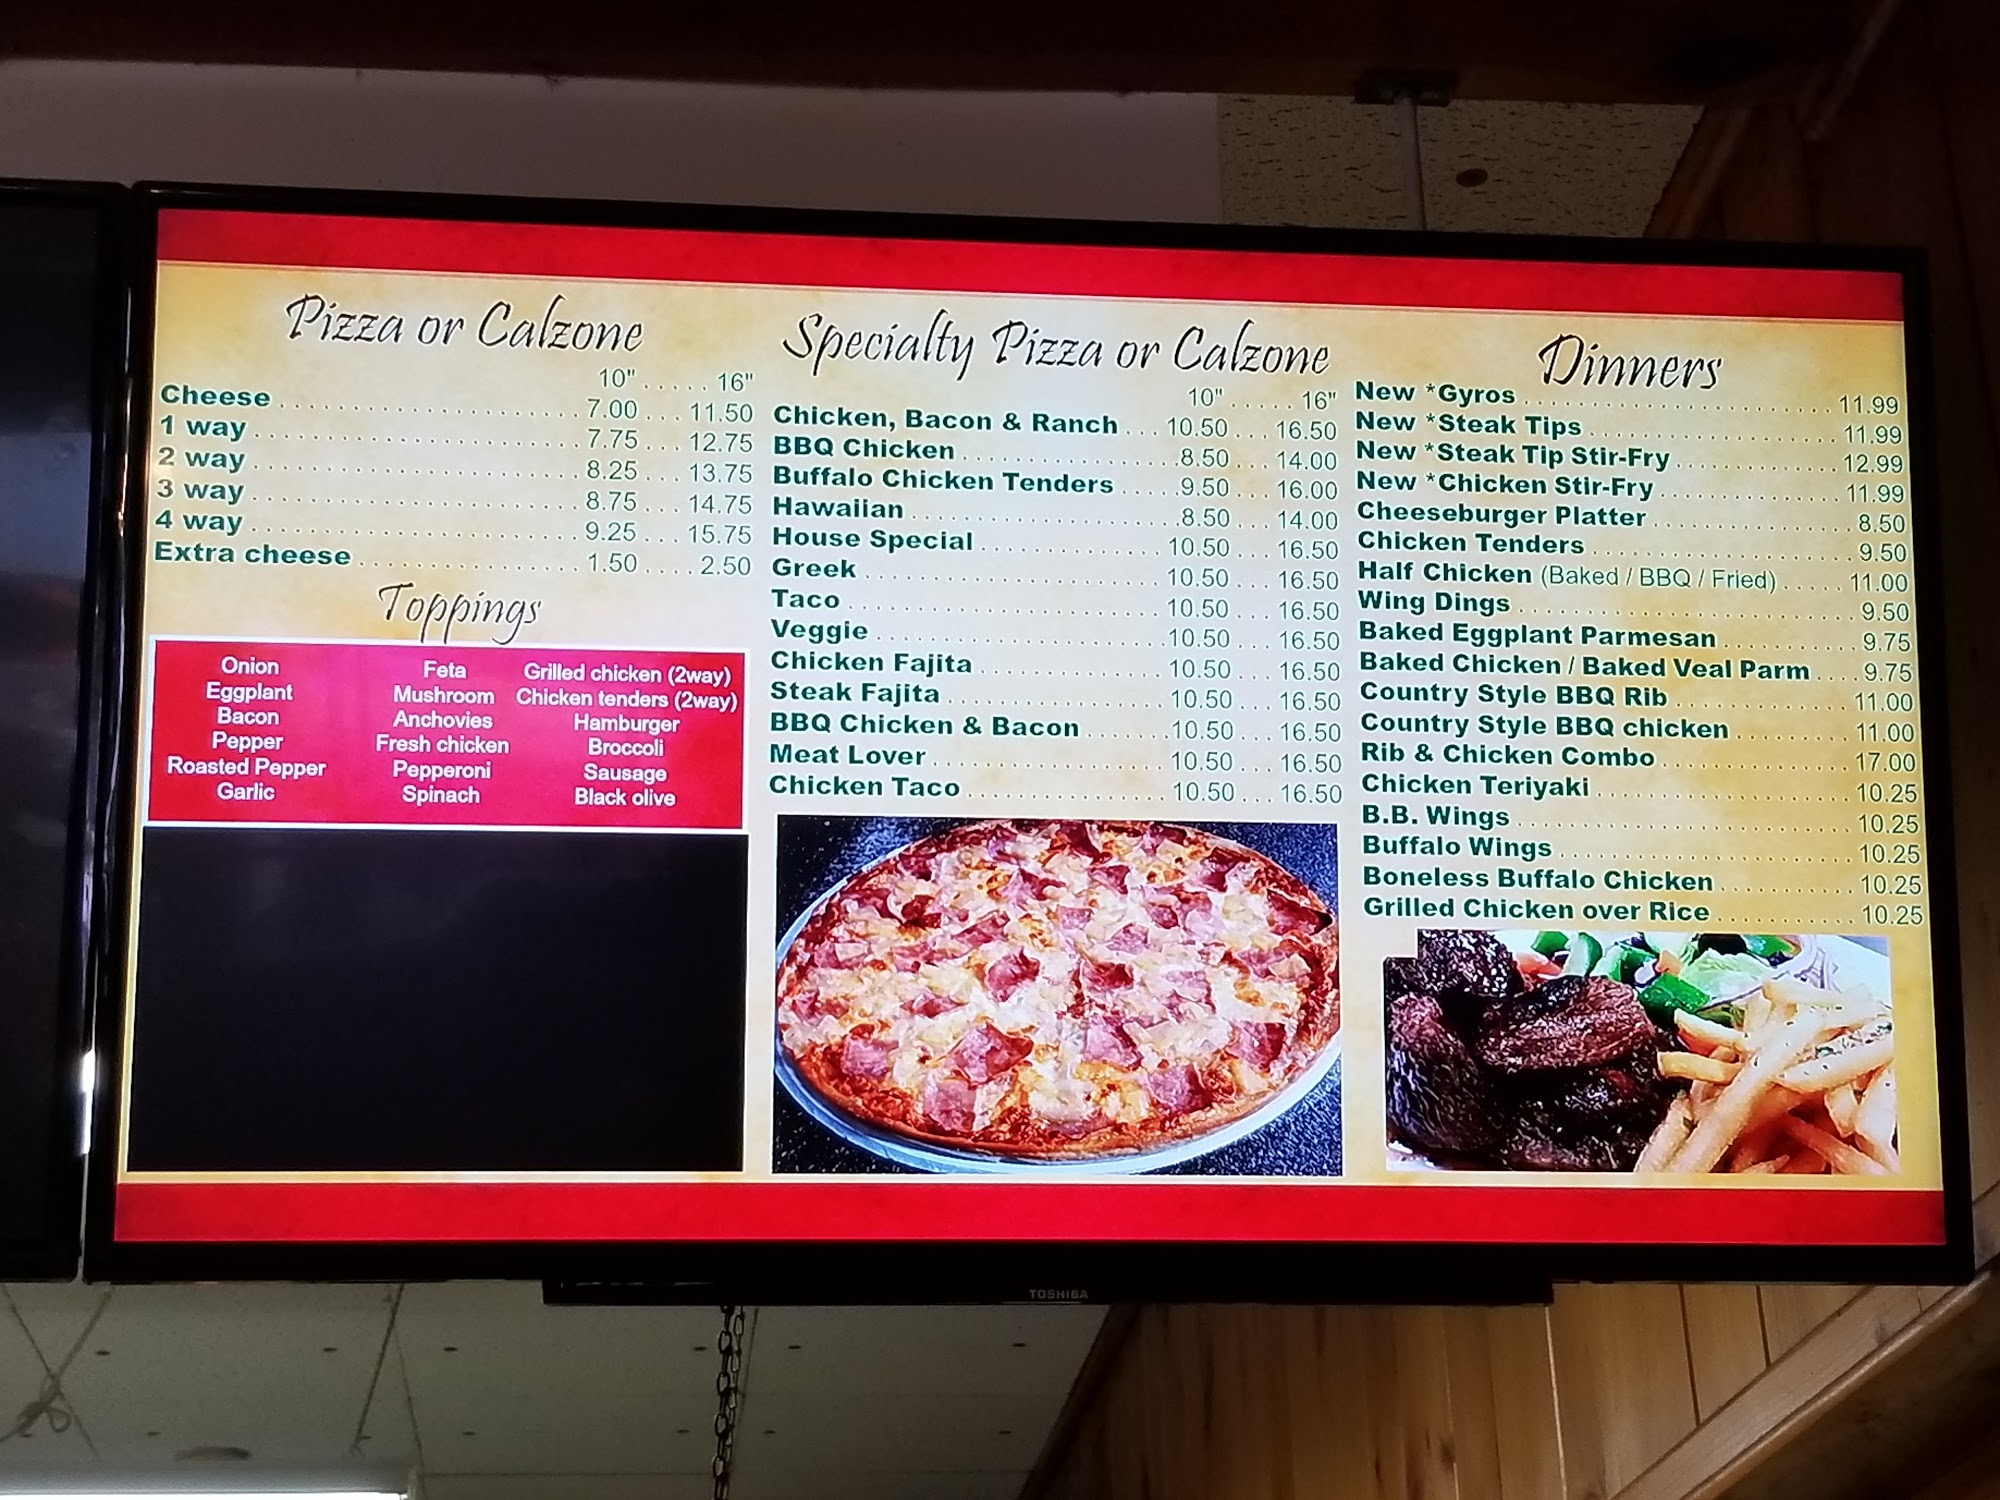 Pizza or Calzone
10" . . . . . . 16"
Cheese . . . . . 7.00 . . . 11.50
1 way . . . . . 7.75 . . . 12.75
2 way . . . . . 8.25 . . . 13.75
3 way . . . . . 8.75 . . . 14.75
4 way . . . . . 9.25 . . . 15.75
Extra cheese . . . . . 1.50 . . . . 2.50
Toppings
Onion
Eggplant
Bacon
Pepper
Roasted Pepper
Garlic
Feta
Mushroom
Anchovies
Fresh chicken
Pepperoni
Spinach
Grilled chicken (2way)
Chicken tenders (2way)
Hamburger
Broccoli
Sausage
Black olive
Specialty Pizza or Calzone
10" . . . . . . 16"
Chicken, Bacon & Ranch . . . 10.50 . . . 16.50
BBQ Chicken . . . . . 8.50 . . . 14.00
Buffalo Chicken Tenders . . . . . 9.50 . . . 16.00
Hawaiian . . . . . 8.50 . . . 14.00
House Special . . . . . 10.50 . . . 16.50
Greek . . . . . 10.50 . . . 16.50
Taco . . . . . 10.50 . . . 16.50
Veggie . . . . . 10.50 . . . 16.50
Chicken Fajita . . . . . 10.50 . . . 16.50
Steak Fajita . . . . . 10.50 . . . 16.50
BBQ Chicken & Bacon . . . . . 10.50 . . . 16.50
Meat Lover . . . . . 10.50 . . . 16.50
Chicken Taco . . . . . 10.50 . . . 16.50
Dinners
New *Gyros . . . . . 11.99
New *Steak Tips . . . . . 11.99
New *Steak Tip Stir-Fry . . . . . 12.99
New *Chicken Stir-Fry . . . . . 11.99
Cheeseburger Platter . . . . . 8.50
Chicken Tenders . . . . . 9.50
Half Chicken (Baked / BBQ / Fried) . . . . . 11.00
Wing Dings . . . . . 9.50
Baked Eggplant Parmesan . . . . . 9.75
Baked Chicken / Baked Veal Parm . . . . 9.75
Country Style BBQ Rib . . . . . 11.00
Country Style BBQ chicken . . . . . 11.00
Rib & Chicken Combo . . . . . 17.00
Chicken Teriyaki . . . . . 10.25
B.B. Wings . . . . . 10.25
Buffalo Wings . . . . . 10.25
Boneless Buffalo Chicken . . . . . 10.25
Grilled Chicken over Rice . . . . . 10.25
TOSHIBA